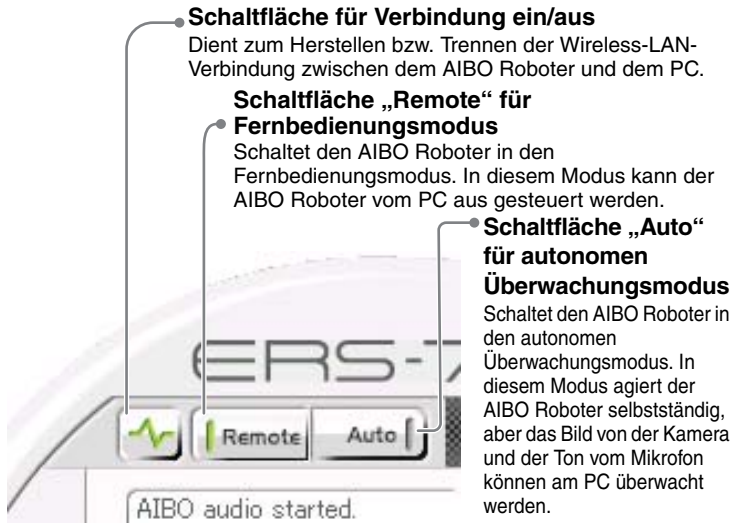 Schaltfläche für Verbindung ein/aus
Dient zum Herstellen bzw. Trennen der Wireless-LAN-
Verbindung zwischen dem AIBO Roboter und dem PC.
Schaltfläche „Remote“ für
Fernbedienungsmodus
Schaltet den AIBO Roboter in den
Fernbedienungsmodus. In diesem Modus kann der
AIBO Roboter vom PC aus gesteuert werden.
Schaltfläche „Auto“
für autonomen
Überwachungsmodus
Schaltet den AIBO Roboter in
den autonomen
Überwachungsmodus. In
diesem Modus agiert der
AIBO Roboter selbstständig,
aber das Bild von der Kamera
und der Ton vom Mikrofon
können am PC überwacht
werden.
ERS-7
Remote Auto
AIBO audio started.